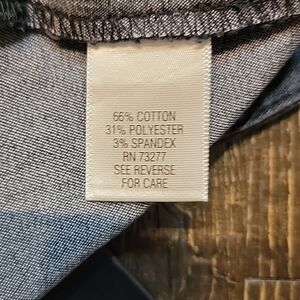 66% COTTON
31% POLYESTER
3% SPANDEX
RN 73277
SEE REVERSE
FOR CARE